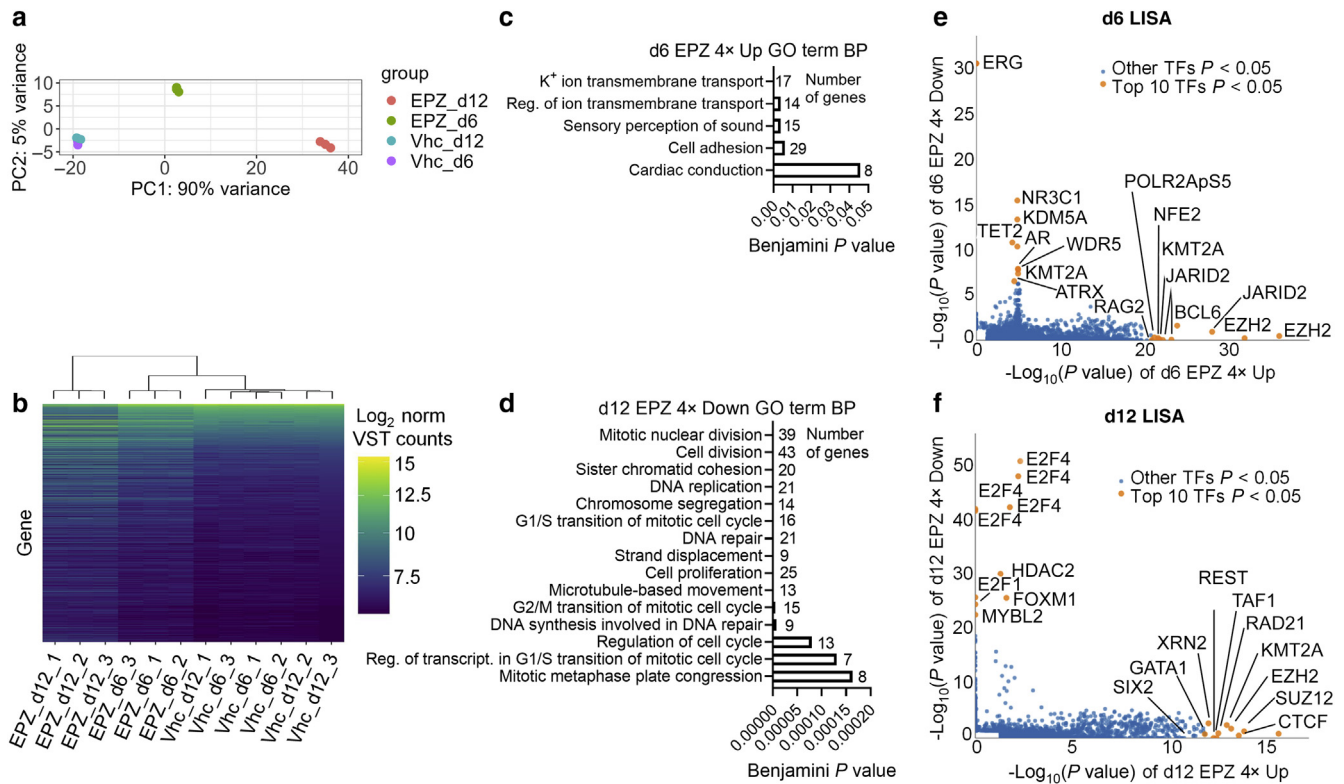 a
PC2: 5% variance
10
5
0
−5
−20
0
20
40
PC1: 90% variance
group
EPZ_d12
EPZ_d6
Vhc_d12
Vhc_d6
b
Gene
Log2 norm
VST counts
15
12.5
10
7.5
EPZ_d12_1
EPZ_d12_2
EPZ_d12_3
EPZ_d6_3
EPZ_d6_1
EPZ_d6_2
Vhc_d12_1
Vhc_d6_3
Vhc_d6_1
Vhc_d6_2
Vhc_d12_2
Vhc_d12_3
c
d6 EPZ 4× Up GO term BP
K+ ion transmembrane transport 17
Number
of genes
Reg. of ion transmembrane transport 14
Sensory perception of sound 15
Cell adhesion 29
Cardiac conduction 8
0.00
0.01
0.02
0.03
0.04
0.05
Benjamini P value
d
d12 EPZ 4× Down GO term BP
Number
of genes
Mitotic nuclear division 39
Cell division 43
Sister chromatid cohesion 20
DNA replication 21
Chromosome segregation 14
G1/S transition of mitotic cell cycle 16
DNA repair 21
Strand displacement 9
Cell proliferation 25
Microtubule-based movement 13
G2/M transition of mitotic cell cycle 15
DNA synthesis involved in DNA repair 9
Regulation of cell cycle 13
Reg. of transcript. in G1/S transition of mitotic cell cycle 7
Mitotic metaphase plate congression 8
0.00000
0.00005
0.00010
0.00015
0.00020
Benjamini P value
e
d6 LISA
-Log10(P value) of d6 EPZ 4× Down
30
20
15
10
5
0
ERG
Other TFs P < 0.05
Top 10 TFs P < 0.05
NR3C1
KDM5A
TET2
AR
WDR5
KMT2A
ATRX
POLR2ApS5
NFE2
KMT2A
JARID2
RAG2
BCL6
JARID2
EZH2
EZH2
0
10
20
30
-Log10(P value) of d6 EPZ 4× Up
f
d12 LISA
-Log10(P value) of d12 EPZ 4× Down
50
40
30
20
10
0
E2F4
E2F4
E2F4
E2F4
E2F4
Other TFs P < 0.05
Top 10 TFs P < 0.05
HDAC2
E2F1
FOXM1
MYBL2
REST
TAF1
RAD21
XRN2
KMT2A
GATA1
EZH2
SIX2
SUZ12
CTCF
0
5
10
15
-Log10(P value) of d12 EPZ 4× Up